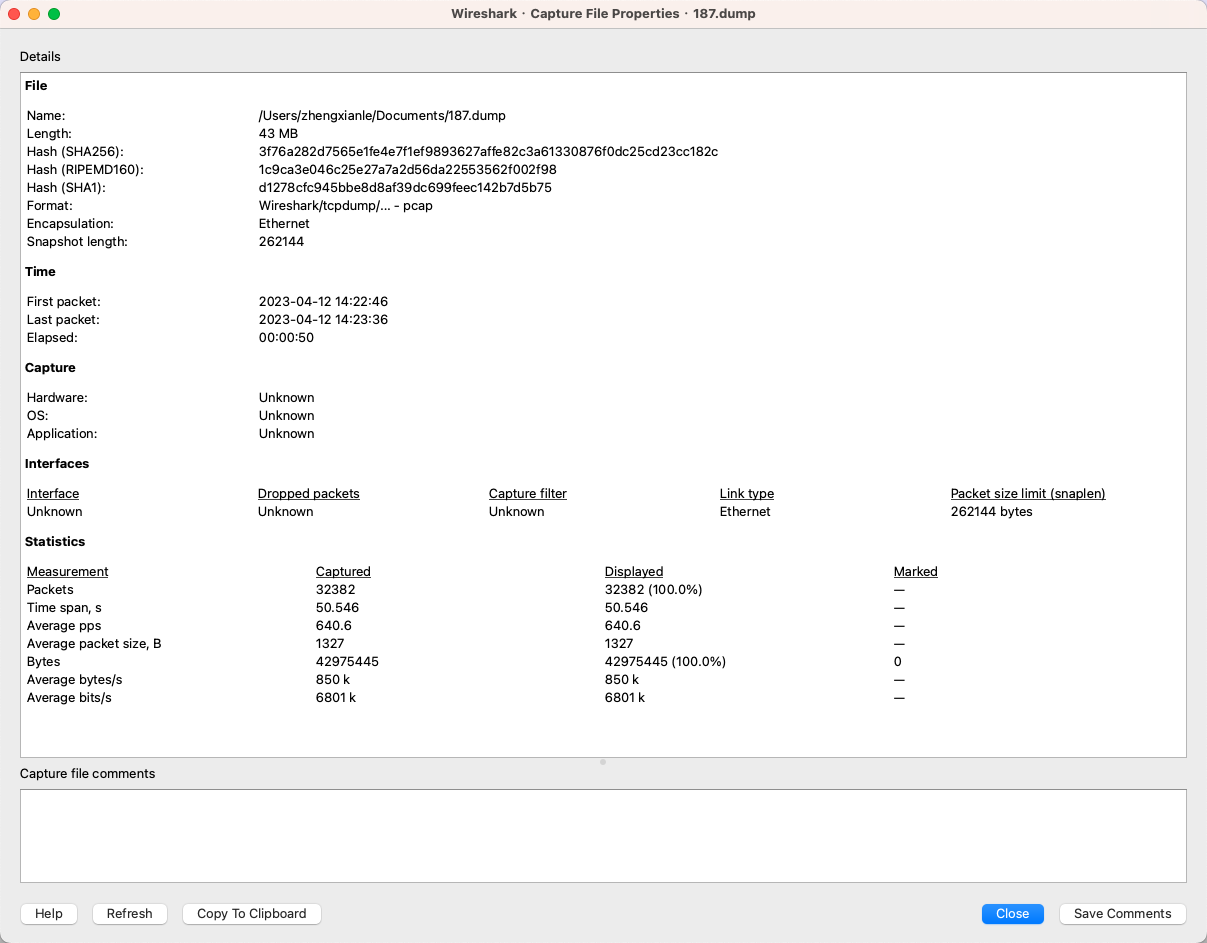 Wireshark · Capture File Properties · 187.dump
Details
File
Name: /Users/zhengxianle/Documents/187.dump
Length: 43 MB
Hash (SHA256): 3f76a282d7565e1fe4e7f1ef9893627affe82c3a61330876f0dc25cd23cc182c
Hash (RIPEMD160): 1c9ca3e046c25e27a7a2d56da22553562f002f98
Hash (SHA1): d1278cfc945bbe8d8af39dc699feec142b7d5b75
Format: Wireshark/tcpdump/... - pcap
Encapsulation: Ethernet
Snapshot length: 262144
Time
First packet: 2023-04-12 14:22:46
Last packet: 2023-04-12 14:23:36
Elapsed: 00:00:50
Capture
Hardware: Unknown
OS: Unknown
Application: Unknown
Interfaces
Interface Dropped packets Capture filter Link type Packet size limit (snaplen)
Unknown Unknown Unknown Ethernet 262144 bytes
Statistics
Measurement Captured Displayed Marked
Packets 32382 32382 (100.0%) —
Time span, s 50.546 50.546 —
Average pps 640.6 640.6 —
Average packet size, B 1327 1327 —
Bytes 42975445 42975445 (100.0%) 0
Average bytes/s 850 k 850 k —
Average bits/s 6801 k 6801 k —
Capture file comments
Help Refresh Copy To Clipboard Close Save Comments